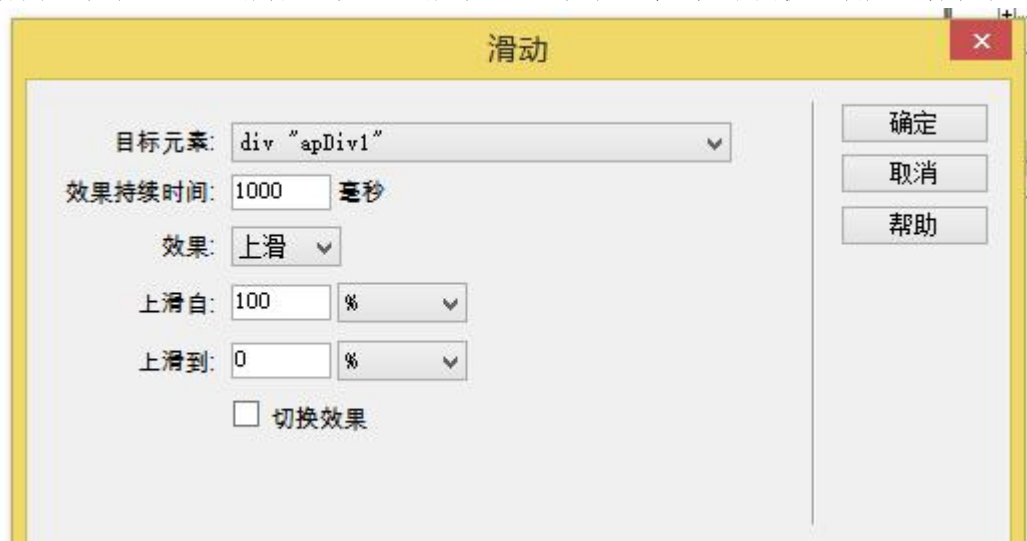 滑动
目标元素: div "apDiv1"
确定
取消
效果持续时间: 1000 毫秒
帮助
效果: 上滑
上滑自: 100 %
上滑到: 0 %
切换效果